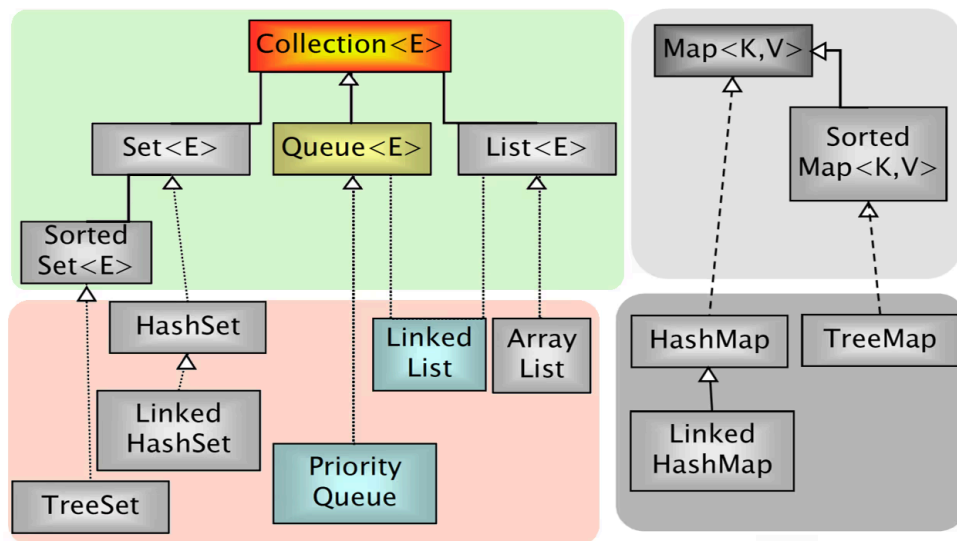 Collection<E>
Map<K,V>
Set<E>
Queue<E>
List<E>
Sorted
Map<K,V>
Sorted
Set<E>
HashSet
Linked
List
Array
List
HashMap
TreeMap
Linked
HashSet
Linked
HashMap
Priority
Queue
TreeSet